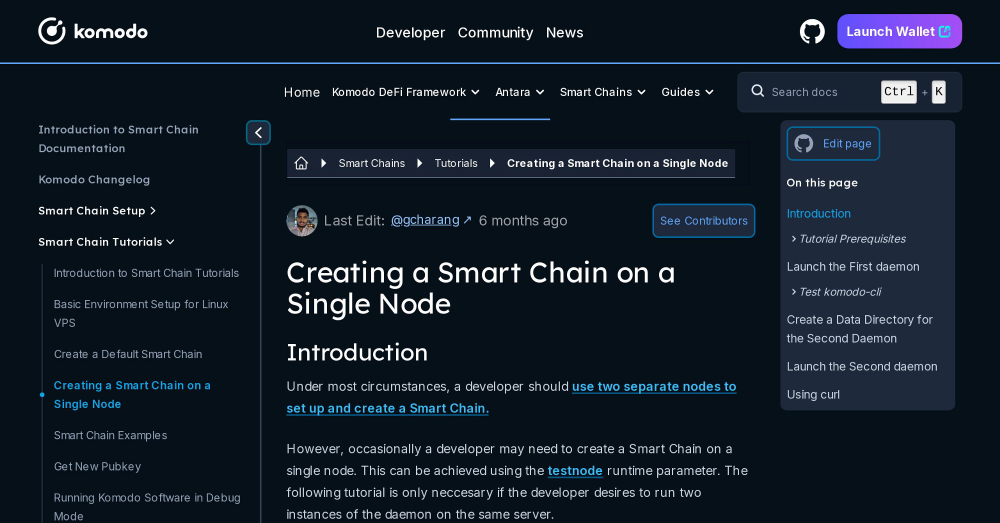 komodo
Developer Community News
Launch Wallet
Home Komodo DeFi Framework Antara Smart Chains Guides
Search docs Ctrl + K
Introduction to Smart Chain
Documentation
Komodo Changelog
Smart Chain Setup
Smart Chain Tutorials
Introduction to Smart Chain Tutorials
Basic Environment Setup for Linux
VPS
Create a Default Smart Chain
Creating a Smart Chain on a
Single Node
Smart Chain Examples
Get New Pubkey
Running Komodo Software in Debug
Mode
Smart Chains Tutorials Creating a Smart Chain on a Single Node
Last Edit: @gcharang ↗ 6 months ago
See Contributors
Creating a Smart Chain on a
Single Node
Introduction
Under most circumstances, a developer should use two separate nodes to
set up and create a Smart Chain.
However, occasionally a developer may need to create a Smart Chain on a
single node. This can be achieved using the testnode runtime parameter. The
following tutorial is only neccesary if the developer desires to run two
instances of the daemon on the same server.
Edit page
On this page
Introduction
Tutorial Prerequisites
Launch the First daemon
Test komodo-cli
Create a Data Directory for
the Second Daemon
Launch the Second daemon
Using curl